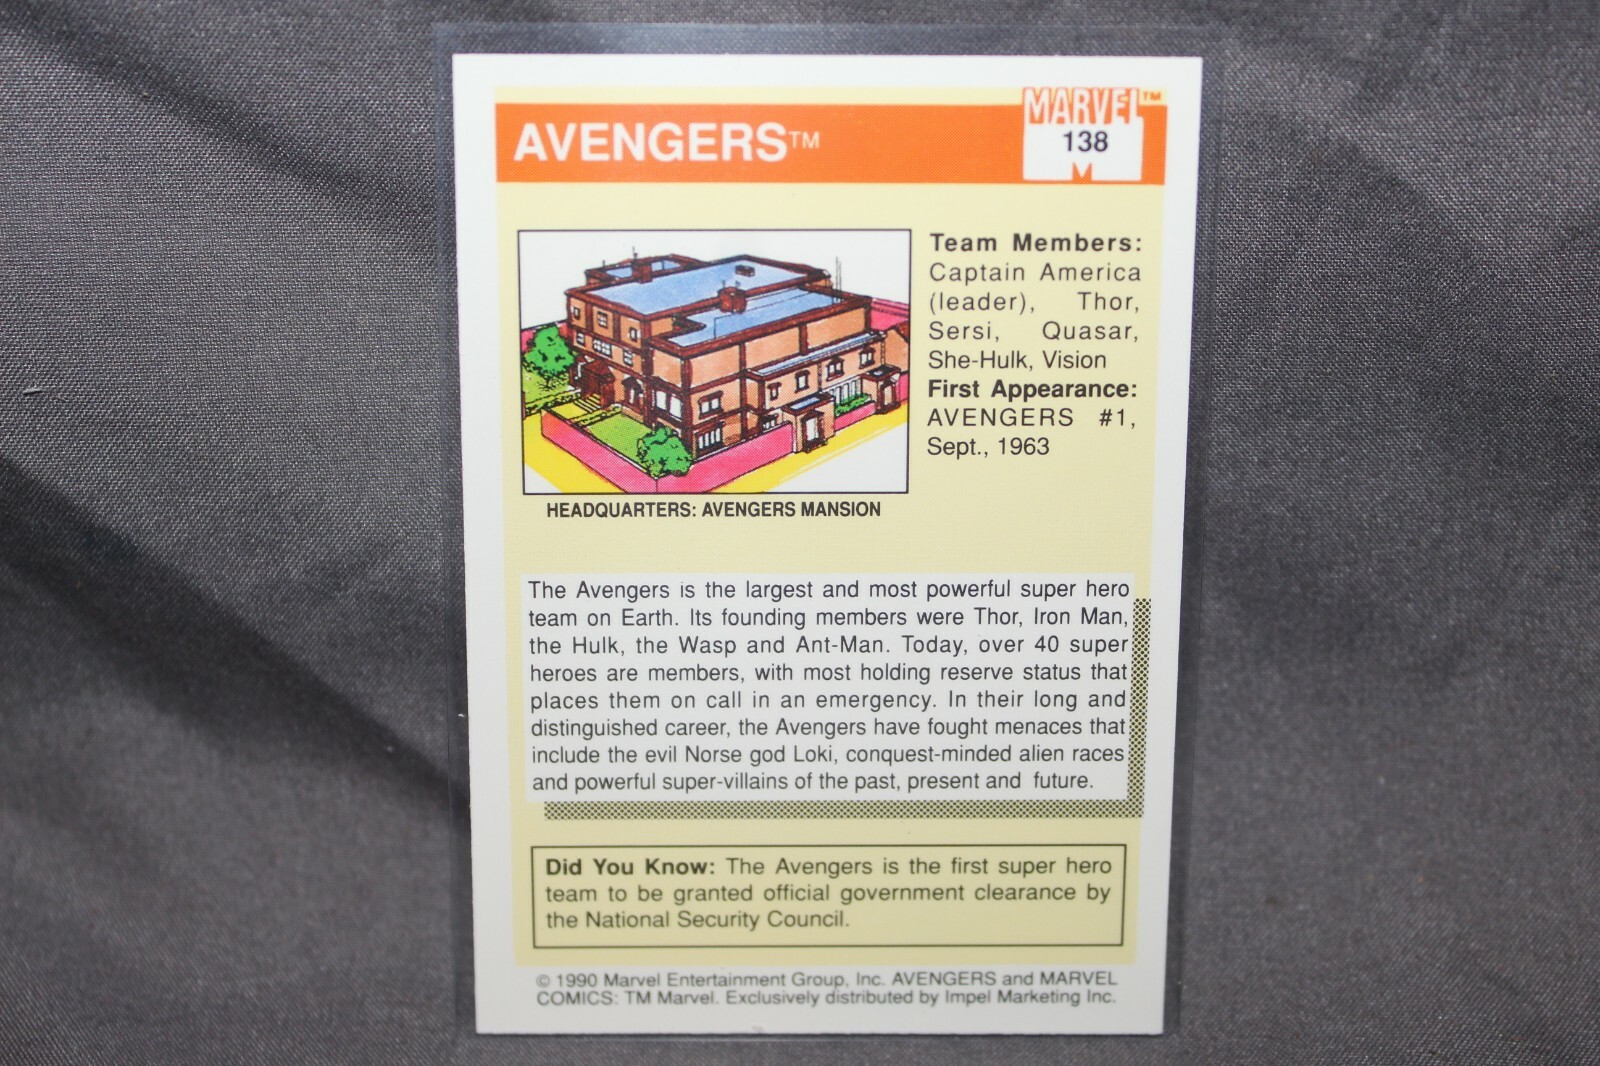 AVENGERS™
MARVEL™
138
Team Members:
Captain America
(leader), Thor,
Sersi, Quasar,
She-Hulk, Vision
First Appearance:
AVENGERS #1,
Sept., 1963
HEADQUARTERS: AVENGERS MANSION
The Avengers is the largest and most powerful super hero
team on Earth. Its founding members were Thor, Iron Man,
the Hulk, the Wasp and Ant-Man. Today, over 40 super
heroes are members, with most holding reserve status that
places them on call in an emergency. In their long and
distinguished career, the Avengers have fought menaces that
include the evil Norse god Loki, conquest-minded alien races
and powerful super-villains of the past, present and future.
Did You Know: The Avengers is the first super hero
team to be granted official government clearance by
the National Security Council.
© 1990 Marvel Entertainment Group, Inc. AVENGERS and MARVEL
COMICS: TM Marvel. Exclusively distributed by Impel Marketing Inc.